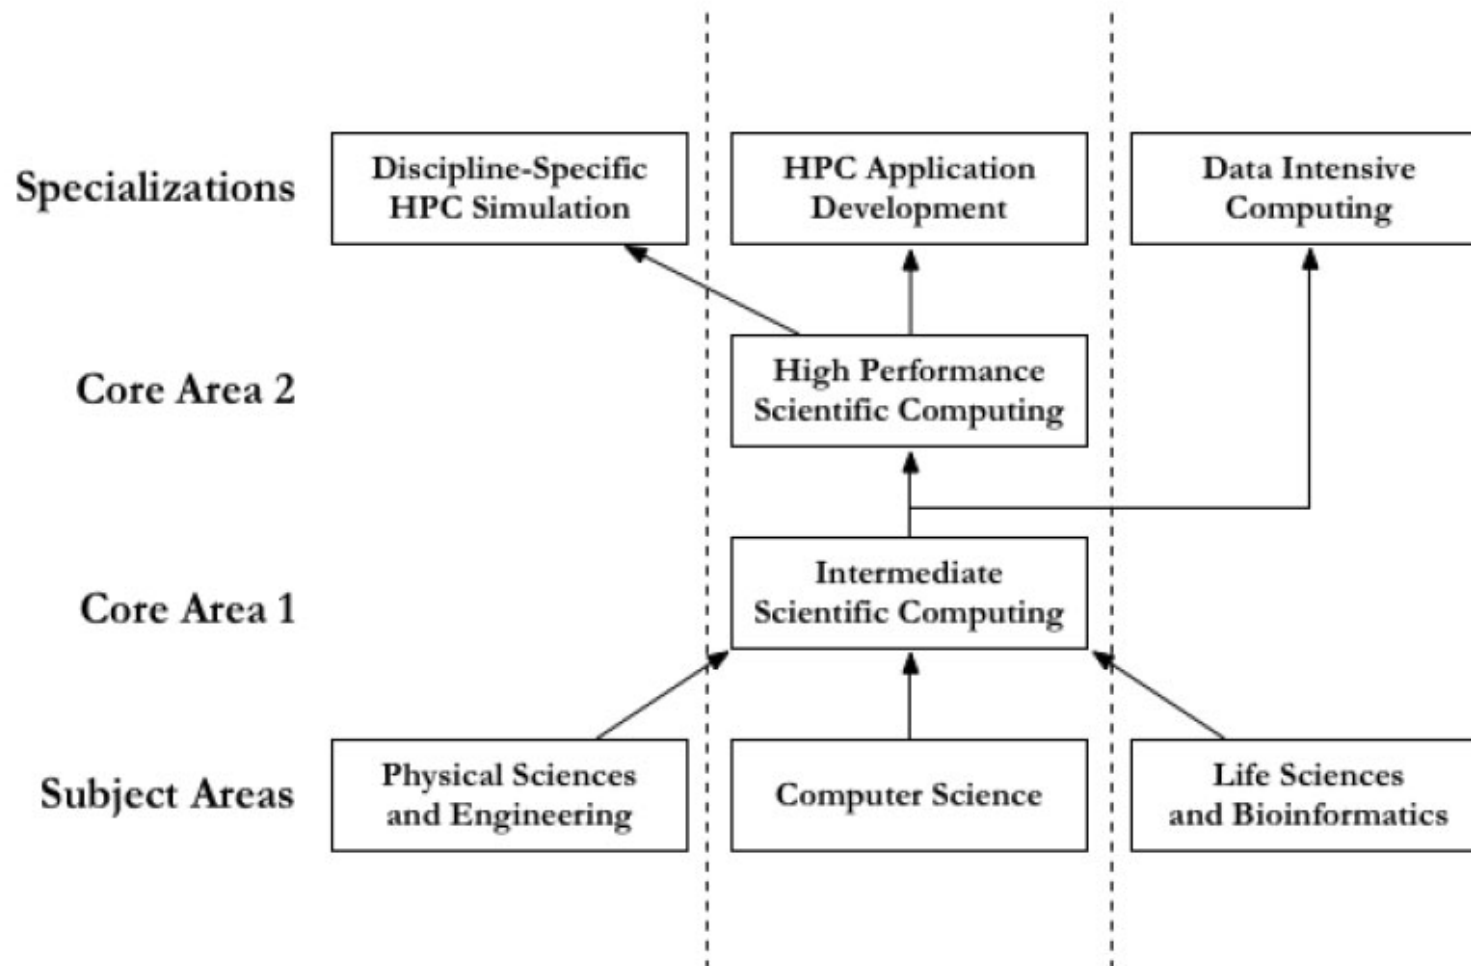 Specializations
Discipline-Specific
HPC Simulation
HPC Application
Development
Data Intensive
Computing
Core Area 2
High Performance
Scientific Computing
Core Area 1
Intermediate
Scientific Computing
Subject Areas
Physical Sciences
and Engineering
Computer Science
Life Sciences
and Bioinformatics